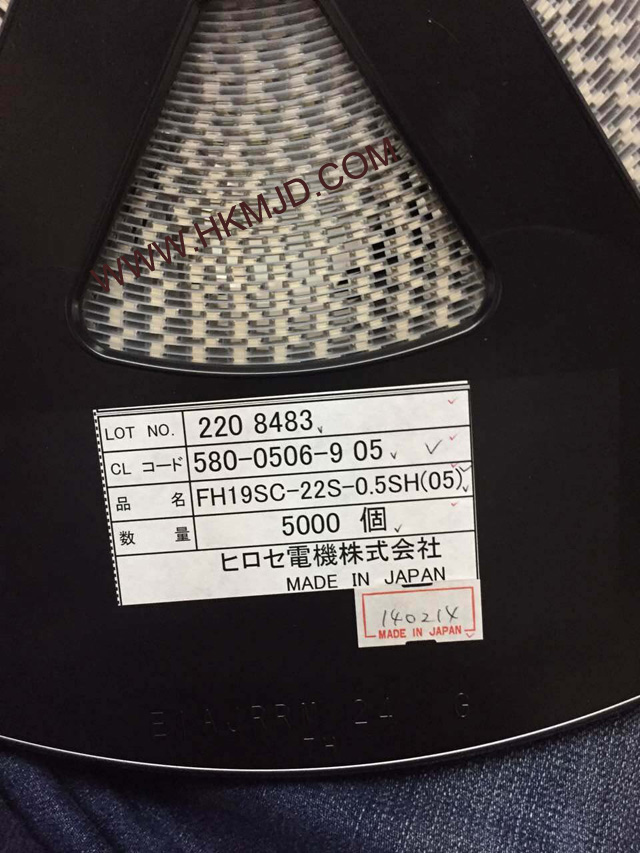 WWW.HKMJD.COM
LOT NO. 220 8483
CL コード 580-0506-9 05
品 名 FH19SC-22S-0.5SH(05)
数 量 5000 個
ヒロセ電機株式会社
MADE IN JAPAN
140214
MADE IN JAPAN
24 G